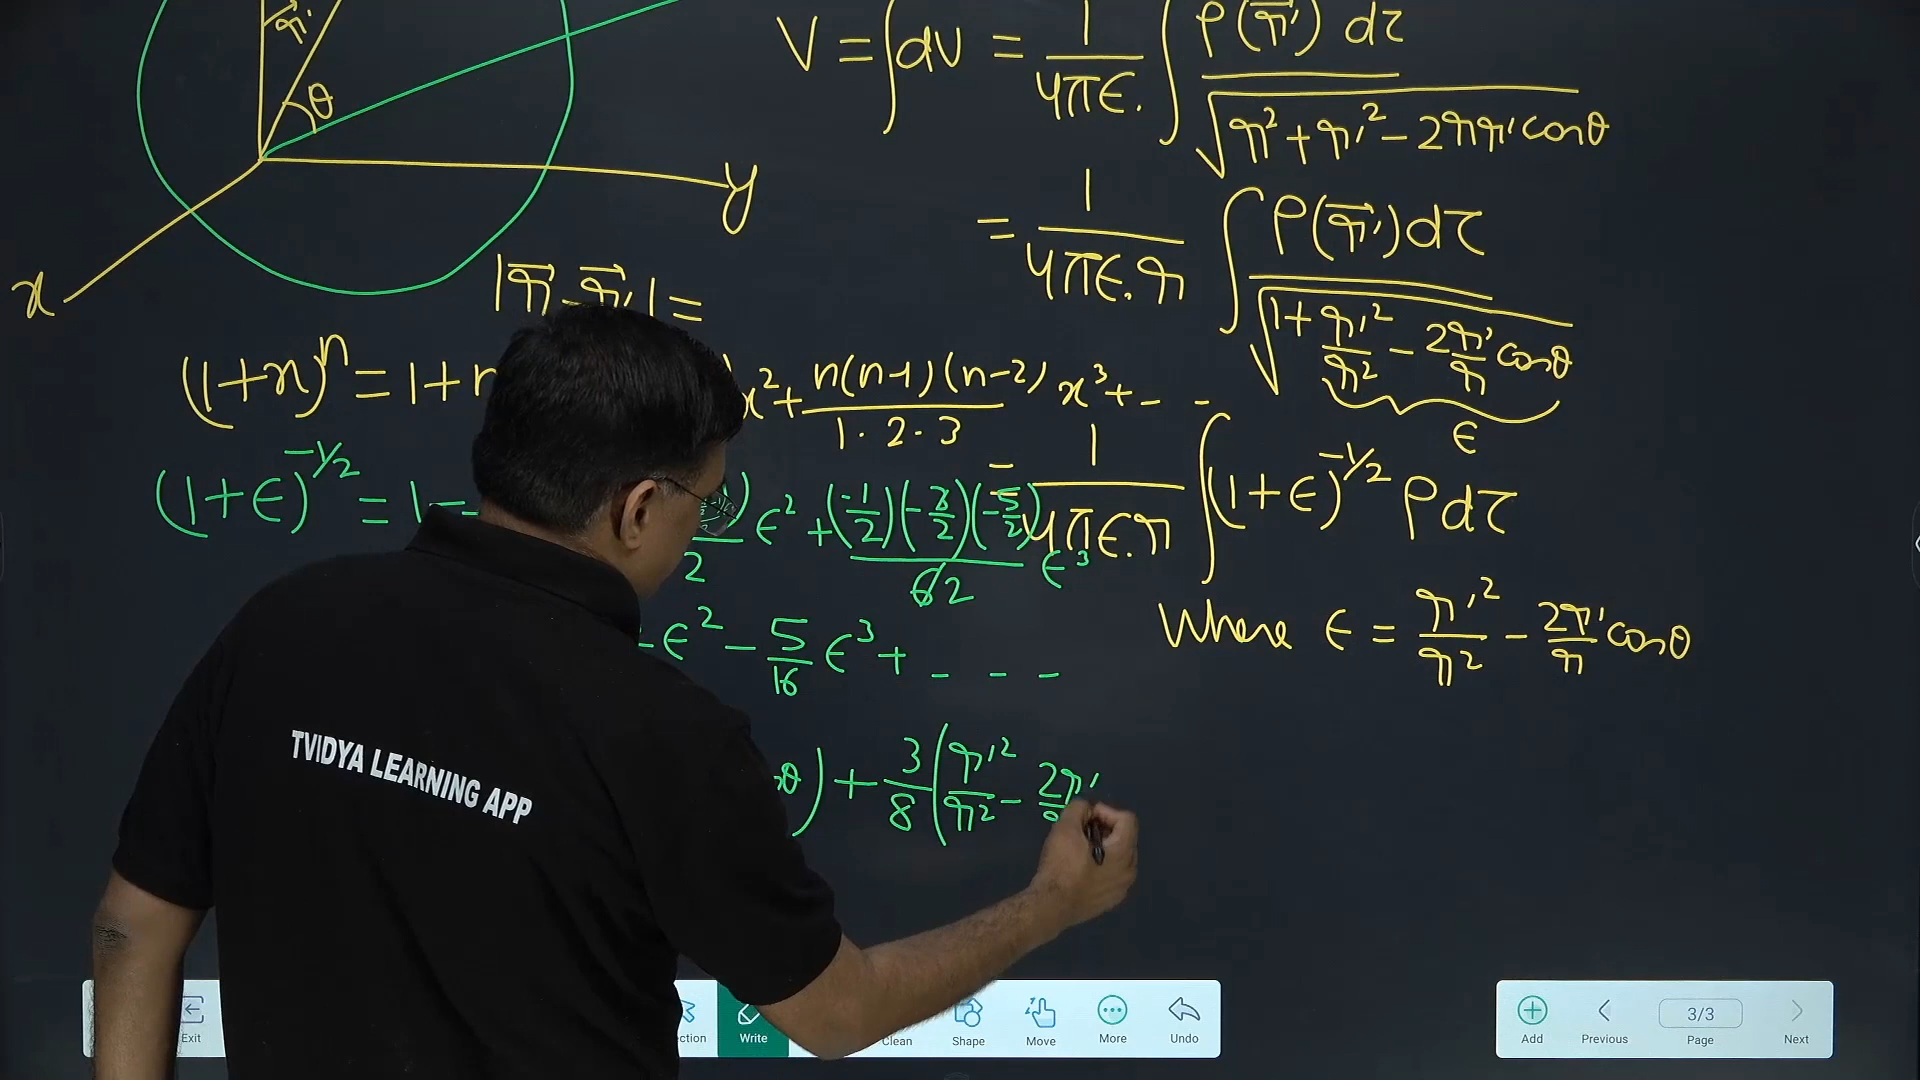 r⃗'
θ
y
x
V = ∫dV = 1/4πϵ₀ ∫ ρ(r⃗') dτ / √(r² + r'² − 2rr' cosθ)
= 1/4πϵ₀r ∫ ρ(r⃗')dτ / √(1 + r'²/r² − 2r'/r cosθ)
ϵ
|r⃗ − r⃗'| =
(1+x)ⁿ = 1 + n x² + n(n-1)(n-2)/1·2·3 x³ + - -
= 1/4πϵ₀r ∫(1+ϵ)^(−1/2) ρdτ
(1+ϵ)^(−1/2) = 1 − /2 ϵ² + (−1/2)(−3/2)(−5/2)/62 ϵ³
Where ϵ = r'²/r² − 2r'/r cosθ
ϵ² − 5/16 ϵ³ + - - -
θ) + 3/8 (r'²/r² − 2r'
TVIDYA LEARNING APP
Exit
ction
Write
Clean
Shape
Move
More
Undo
Add
Previous
3/3
Page
Next